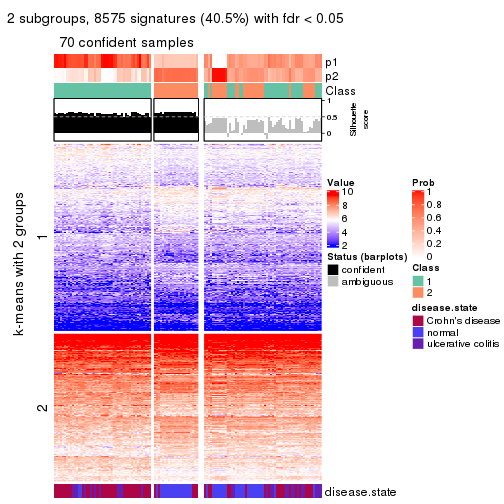 2 subgroups, 8575 signatures (40.5%) with fdr < 0.05
70 confident samples
p1
p2
Class
1
0.5
0
Silhouette
score
k-means with 2 groups
1
2
disease.state
Value
10
8
6
4
2
Status (barplots)
confident
ambiguous
Prob
1
0.8
0.6
0.4
0.2
0
Class
1
2
disease.state
Crohn's disease
normal
ulcerative colitis